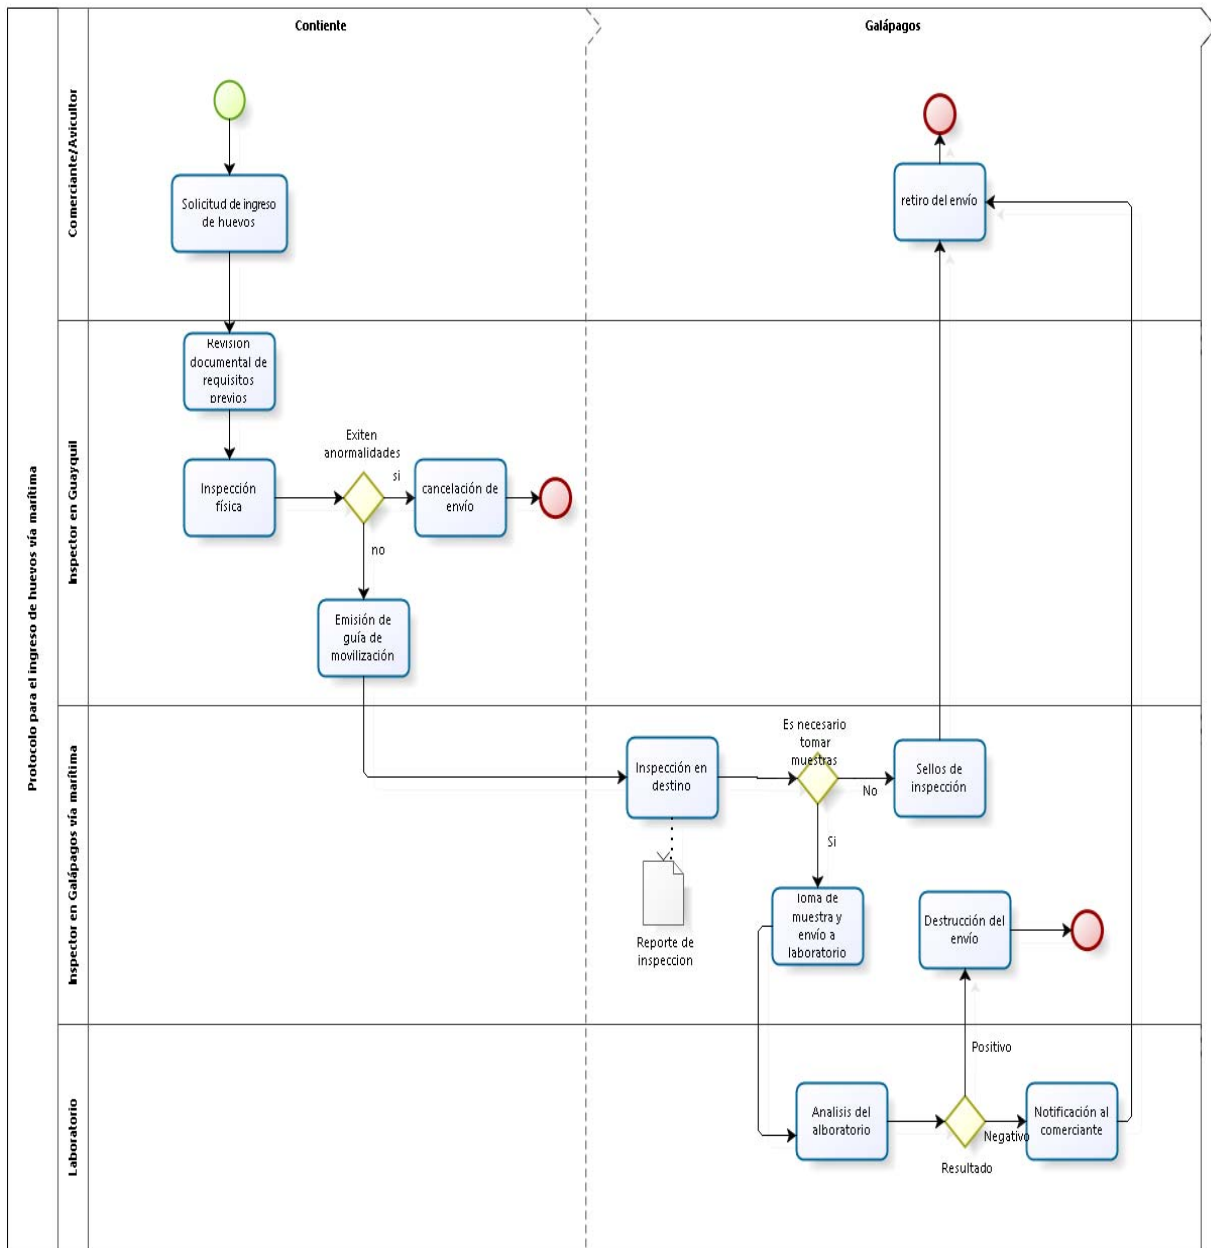 Contiente
Galápagos
Protocolo para el ingreso de huevos vía marítima
Comerciante/Avicultor
Solicitud de ingreso
de huevos
retiro del envío
Inspector en Guayquil
Revisión
documental de
requisitos
previos
Inspección
física
Exiten
anormalidades
si
cancelación de
envío
no
Emisión de
guía de
movilización
Inspector en Galápagos vía marítima
Inspección en
destino
Es necesario
tomar
muestras
No
Sellos de
inspección
Si
Reporte de
inspeccion
Toma de
muestra y
envío a
laboratorio
Destrucción del
envío
Laboratorio
Positivo
Analisis del
alboratorio
Resultado
Negativo
Notificación al
comerciante